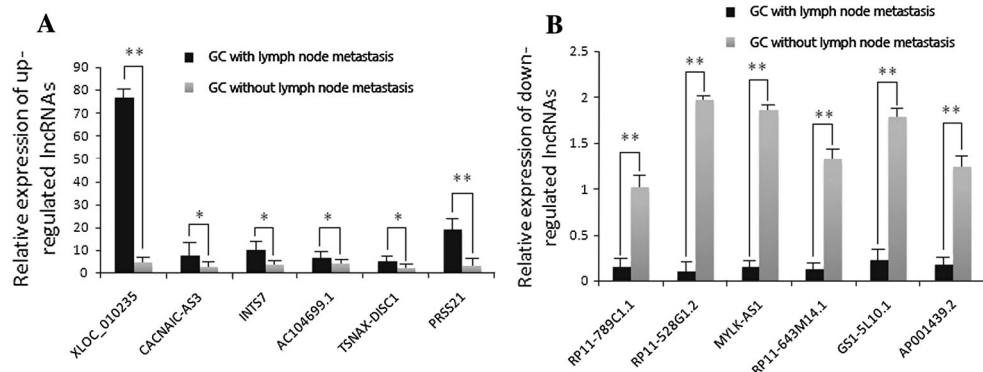 A
GC with lymph node metastasis
GC without lymph node metastasis
Relative expression of up-
regulated lncRNAs
90
80
70
60
50
40
30
20
10
0
**
*
*
*
*
**
XLOC_010235
CACNAIC-AS3
INTS7
AC104699.1
TSNAX-DISC1
PRSS21
B
GC with lymph node metastasis
GC without lymph node metastasis
Relative expression of down-
regulated lncRNAs
2.5
2
1.5
1
0.5
0
**
**
**
**
**
**
RP11-789C1.1
RP11-528G1.2
MYLK-AS1
RP11-643M14.1
GS1-5L10.1
AP001439.2